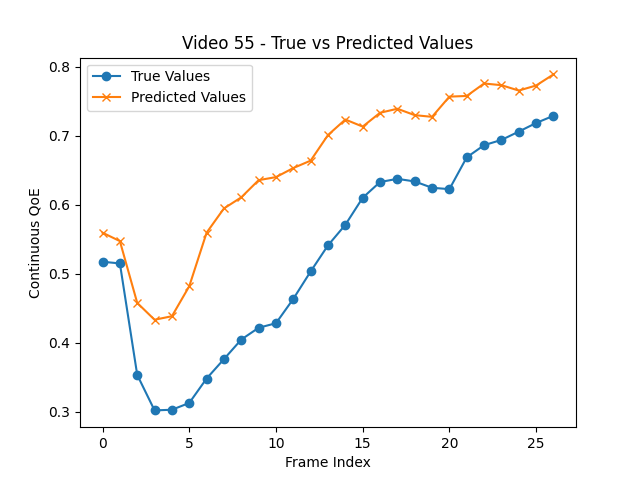 Video 55 - True vs Predicted Values
True Values
Predicted Values
0.8
0.7
0.6
0.5
0.4
0.3
Continuous QoE
0
5
10
15
20
25
Frame Index